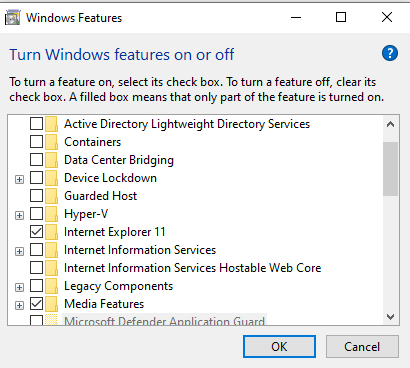 Windows Features
Turn Windows features on or off
To turn a feature on, select its check box. To turn a feature off, clear its
check box. A filled box means that only part of the feature is turned on.
Active Directory Lightweight Directory Services
Containers
Data Center Bridging
Device Lockdown
Guarded Host
Hyper-V
Internet Explorer 11
Internet Information Services
Internet Information Services Hostable Web Core
Legacy Components
Media Features
Microsoft Defender Application Guard
OK Cancel